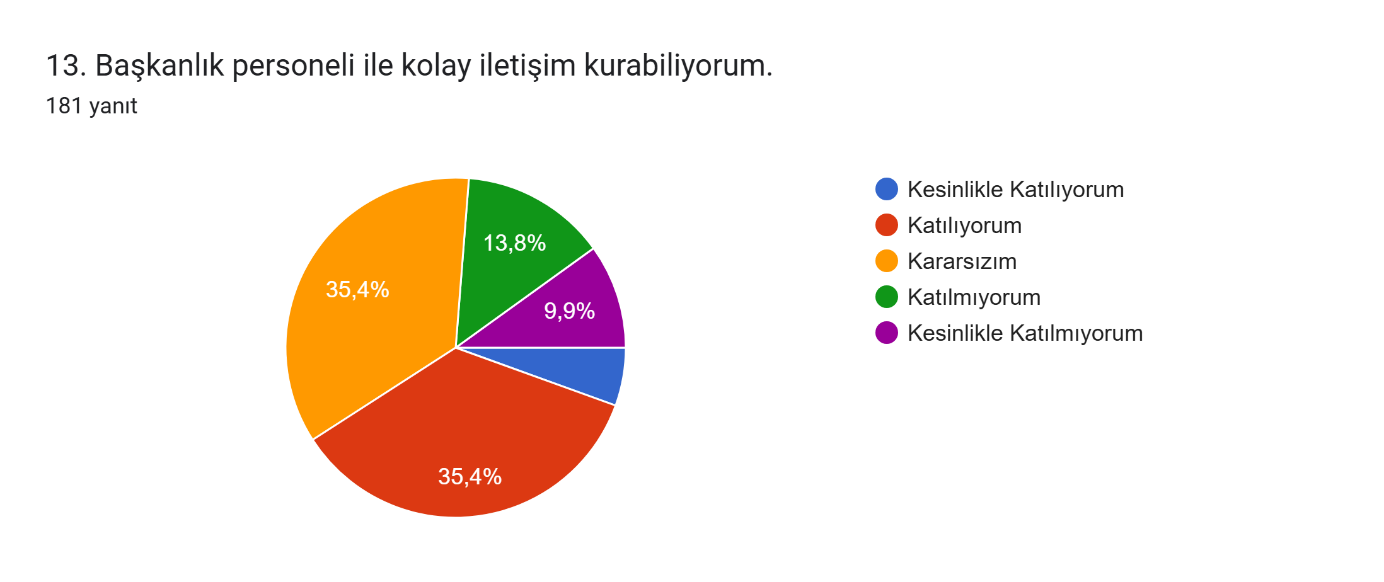 13. Başkanlık personeli ile kolay iletişim kurabiliyorum.
181 yanıt
13,8%
35,4%
9,9%
35,4%
Kesinlikle Katılıyorum
Katılıyorum
Kararsızım
Katılmıyorum
Kesinlikle Katılmıyorum